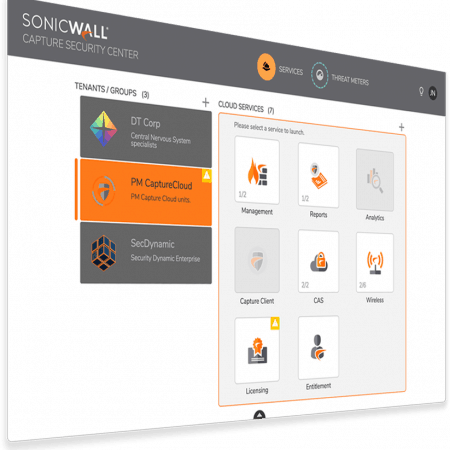 SONICWALL®
CAPTURE SECURITY CENTER
SERVICES
THREAT METERS
JN
TENANTS / GROUPS (3)
+
DT Corp
Central Nervous System
specialists
PM CaptureCloud
PM Capture Cloud units.
SecDynamic
Security Dynamic Enterprise
CLOUD SERVICES (7)
+
Please select a service to launch.
1/2
Management
1/2
Reports
Analytics
Capture Client
2/2
CAS
2/6
Wireless
Licensing
Entitlement